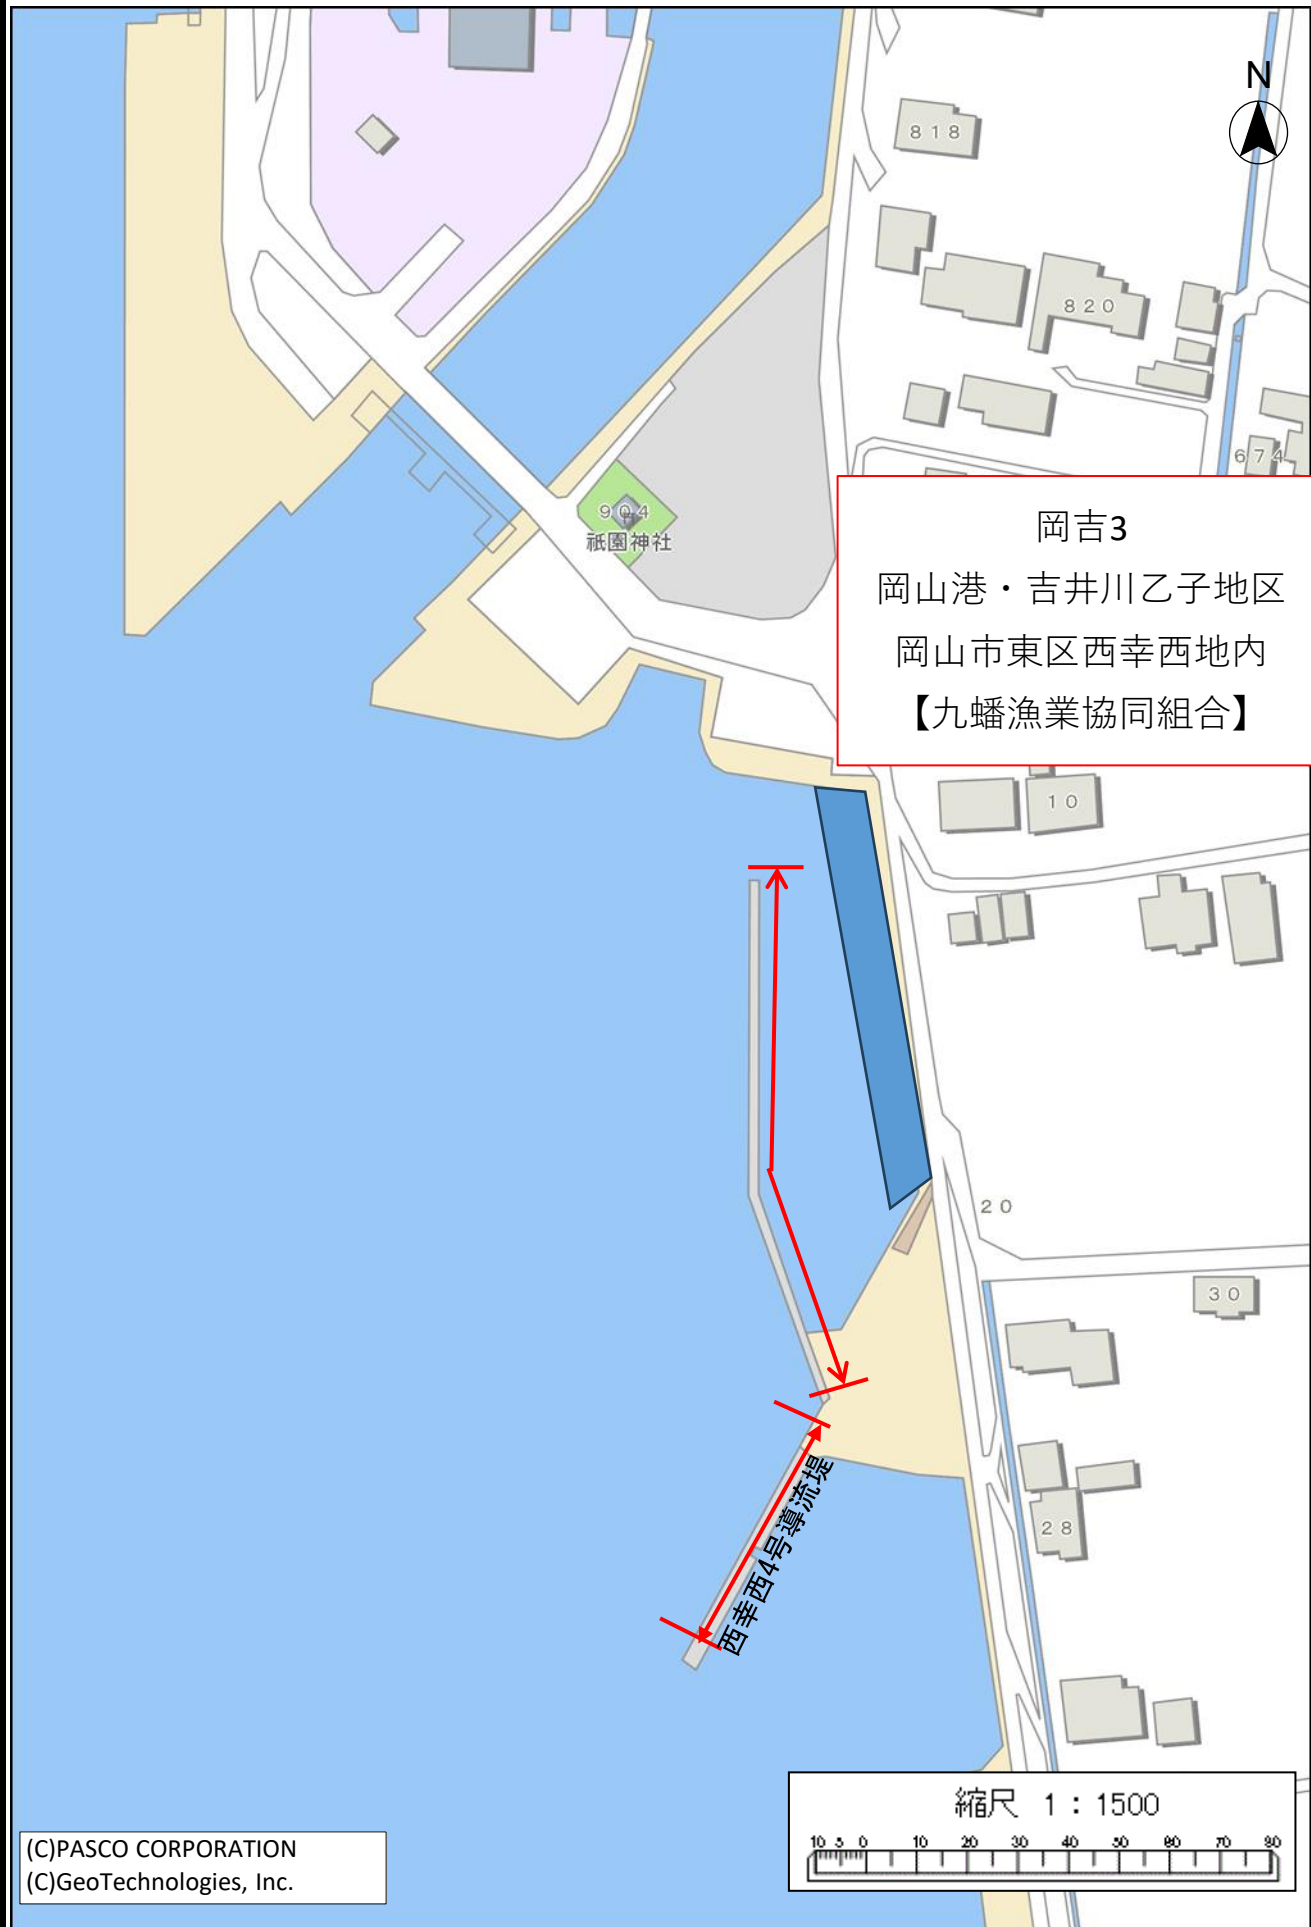 N
818
820
674
904
祇園神社
岡吉3
岡山港・吉井川乙子地区
岡山市東区西幸西地内
【九蟠漁業協同組合】
10
20
30
西幸西4号導流堤
28
縮尺 1：1500
10 5 0 10 20 30 40 50 60 70 80
(C)PASCO CORPORATION
(C)GeoTechnologies, Inc.